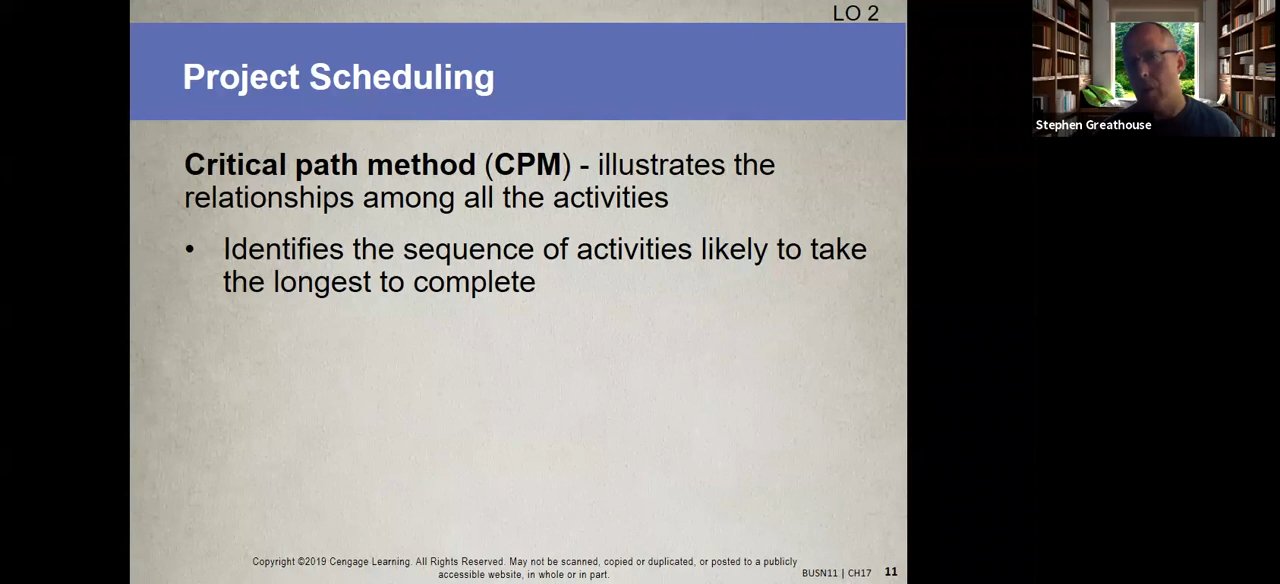 LO 2
Project Scheduling
Stephen Greathouse
Critical path method (CPM) - illustrates the
relationships among all the activities
• Identifies the sequence of activities likely to take
the longest to complete
Copyright ©2019 Cengage Learning. All Rights Reserved. May not be scanned, copied or duplicated, or posted to a publicly
accessible website, in whole or in part.
BUSN11 | CH17 11